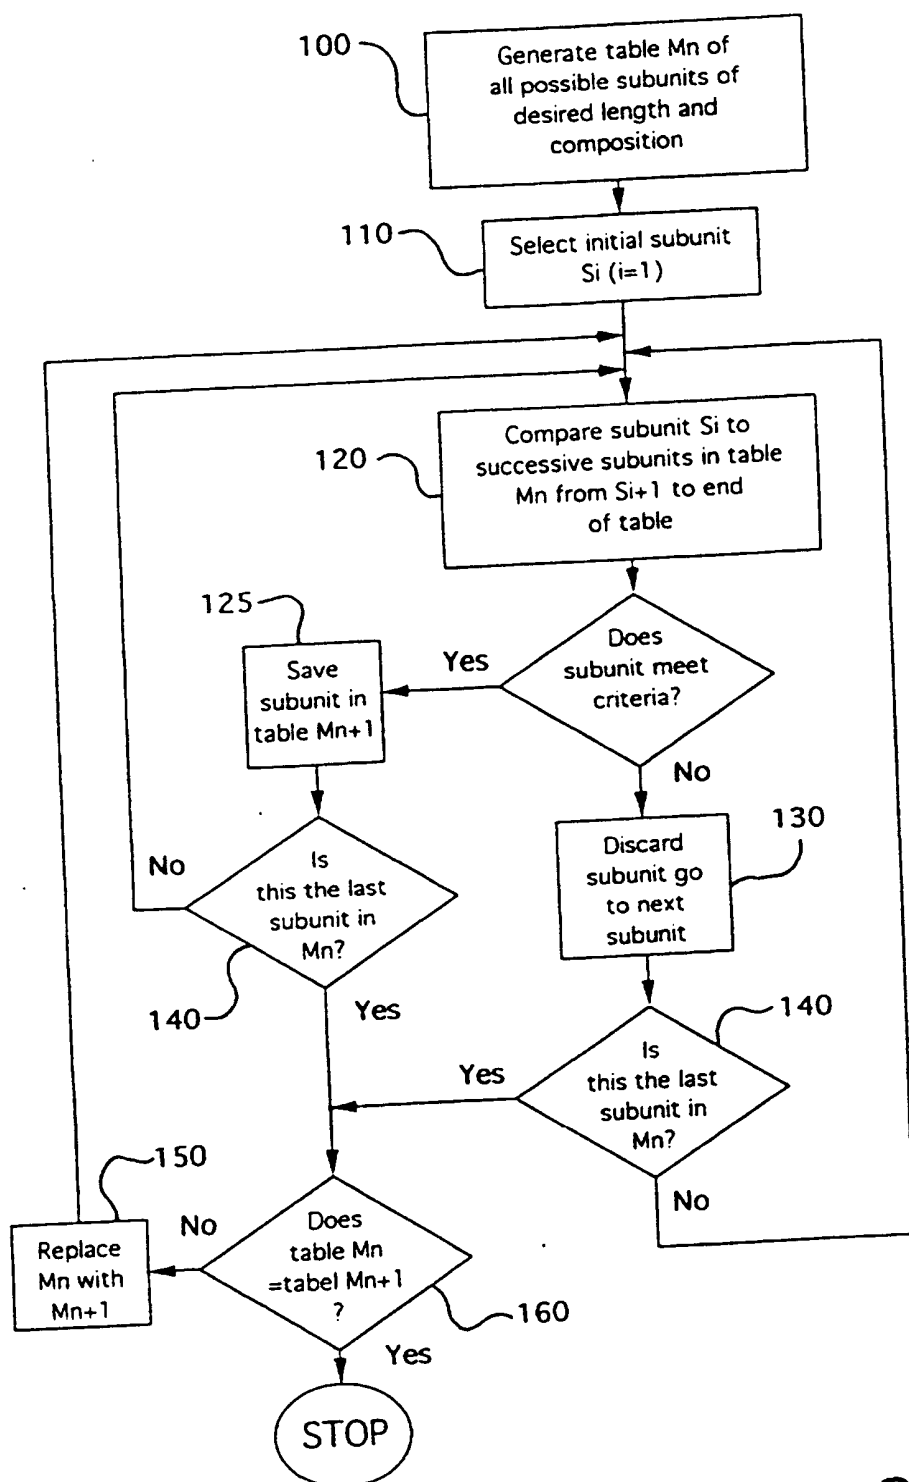 100
Generate table Mn of
all possible subunits of
desired length and
composition
110
Select initial subunit
Si (i=1)
120
Compare subunit Si to
successive subunits in table
Mn from Si+1 to end
of table
125
Save
subunit in
table Mn+1
Yes
Does
subunit meet
criteria?
No
130
Discard
subunit go
to next
subunit
No
Is
this the last
subunit in
Mn?
140
Yes
140
Is
this the last
subunit in
Mn?
Yes
No
150
Replace
Mn with
Mn+1
No
Does
table Mn
=tabel Mn+1
?
160
Yes
STOP